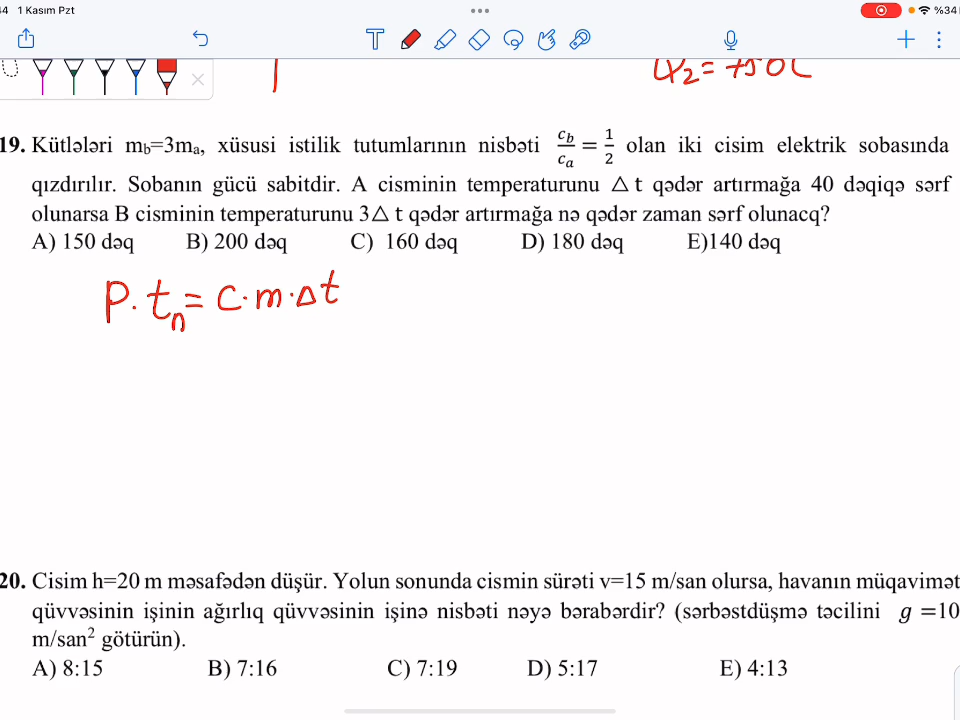 44 1 Kasım Pzt %34
φ₂= +50C
19. Kütlələri m_b=3m_a, xüsusi istilik tutumlarının nisbəti c_b/c_a = 1/2 olan iki cisim elektrik sobasında
qızdırılır. Sobanın gücü sabitdir. A cisminin temperaturunu △ t qədər artırmağa 40 dəqiqə sərf
olunarsa B cisminin temperaturunu 3△ t qədər artırmağa nə qədər zaman sərf olunacq?
A) 150 dəq B) 200 dəq C) 160 dəq D) 180 dəq E)140 dəq
P·tₙ= c·m·Δt
20. Cisim h=20 m məsafədən düşür. Yolun sonunda cismin sürəti v=15 m/san olursa, havanın müqavimət
qüvvəsinin işinin ağırlıq qüvvəsinin işinə nisbəti nəyə bərabərdir? (sərbəstdüşmə təcilini g =10
m/san² götürün).
A) 8:15 B) 7:16 C) 7:19 D) 5:17 E) 4:13